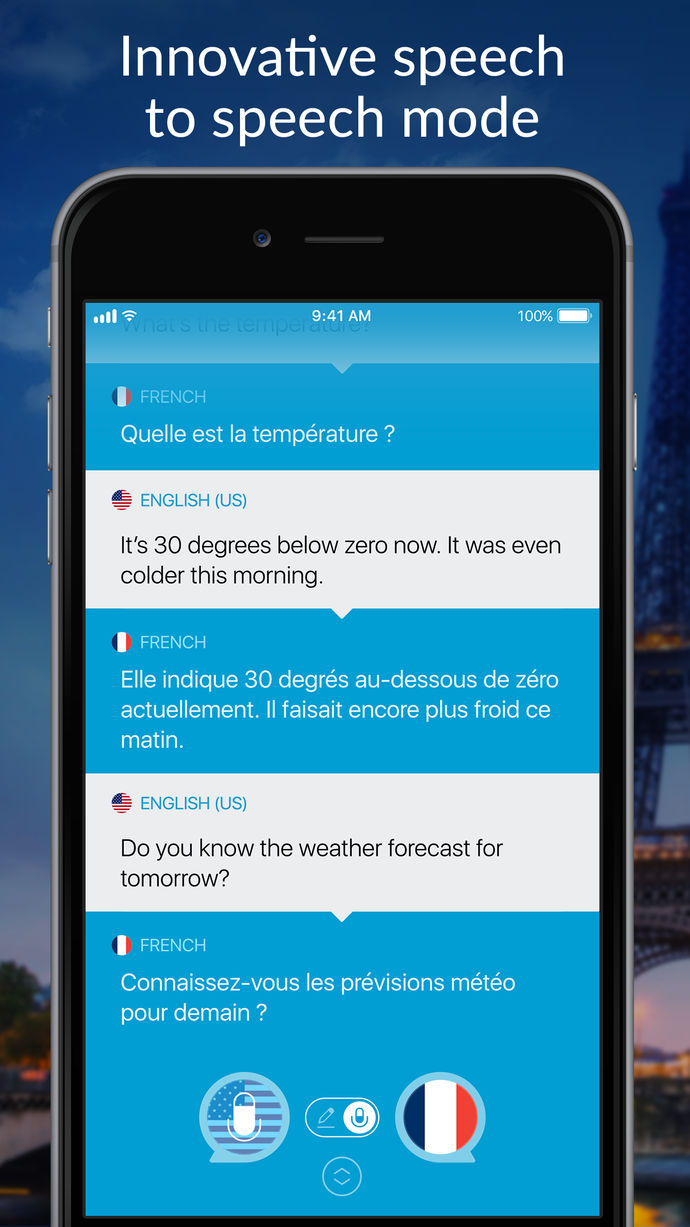 Innovative speech
to speech mode
9:41 AM
100%
What's the temperature?
FRENCH
Quelle est la température ?
ENGLISH (US)
It’s 30 degrees below zero now. It was even
colder this morning.
FRENCH
Elle indique 30 degrés au-dessous de zéro
actuellement. Il faisait encore plus froid ce
matin.
ENGLISH (US)
Do you know the weather forecast for
tomorrow?
FRENCH
Connaissez-vous les prévisions météo
pour demain ?